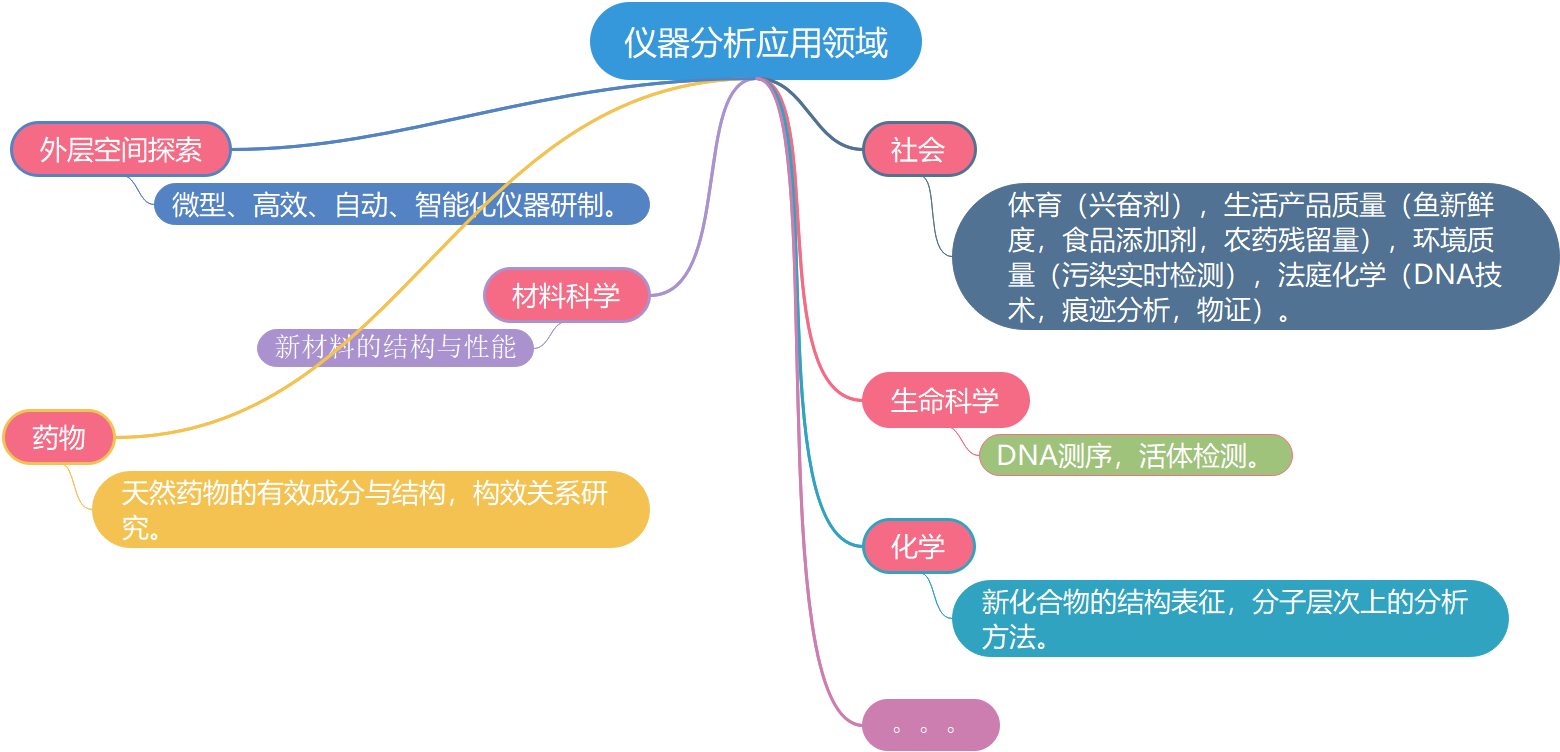 仪器分析应用领域
外层空间探索
微型、高效、自动、智能化仪器研制。
材料科学
新材料的结构与性能
药物
天然药物的有效成分与结构，构效关系研
究。
社会
体育（兴奋剂），生活产品质量（鱼新鲜
度，食品添加剂，农药残留量），环境质
量（污染实时检测），法庭化学（DNA技
术，痕迹分析，物证）。
生命科学
DNA测序，活体检测。
化学
新化合物的结构表征，分子层次上的分析
方法。
。。。